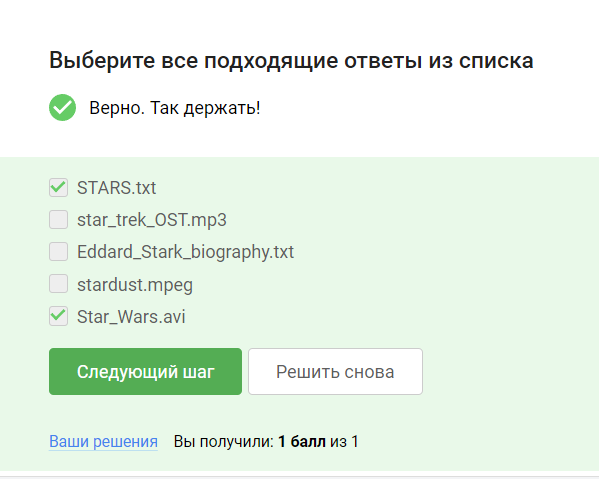 Выберите все подходящие ответы из списка
Верно. Так держать!
STARS.txt
star_trek_OST.mp3
Eddard_Stark_biography.txt
stardust.mpeg
Star_Wars.avi
Следующий шаг Решить снова
Ваши решения Вы получили: 1 балл из 1